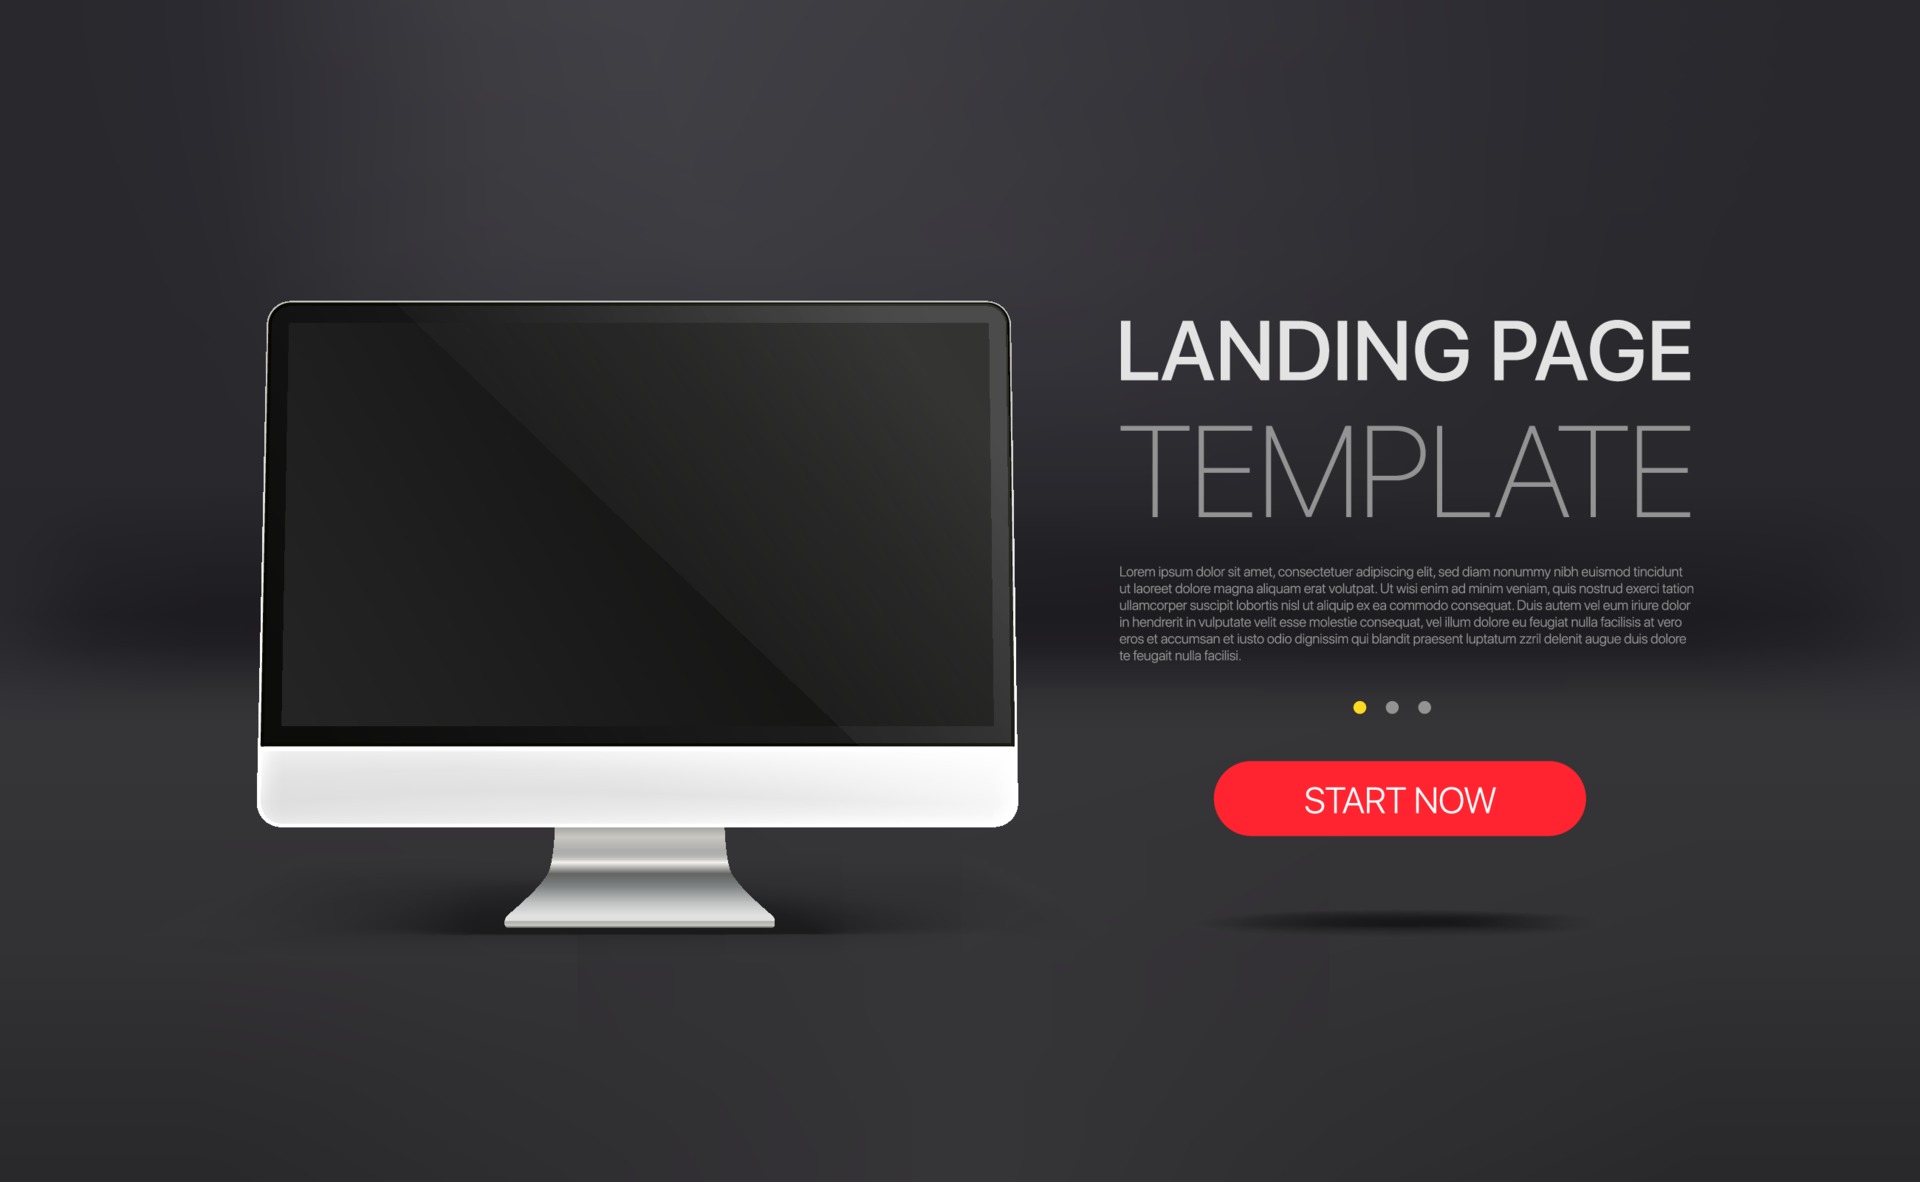 LANDING PAGE
TEMPLATE
Lorem ipsum dolor sit amet, consectetuer adipiscing elit, sed diam nonummy nibh euismod tincidunt
ut laoreet dolore magna aliquam erat volutpat. Ut wisi enim ad minim veniam, quis nostrud exerci tation
ullamcorper suscipit lobortis nisl ut aliquip ex ea commodo consequat. Duis autem vel eum iriure dolor
in hendrerit in vulputate velit esse molestie consequat, vel illum dolore eu feugiat nulla facilisis at vero
eros et accumsan et iusto odio dignissim qui blandit praesent luptatum zzril delenit augue duis dolore
te feugait nulla facilisi.
START NOW